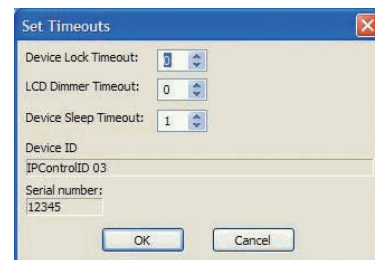 Set Timeouts
Device Lock Timeout: 0
LCD Dimmer Timeout: 0
Device Sleep Timeout: 1
Device ID
IPControlID 03
Serial number:
12345
OK Cancel